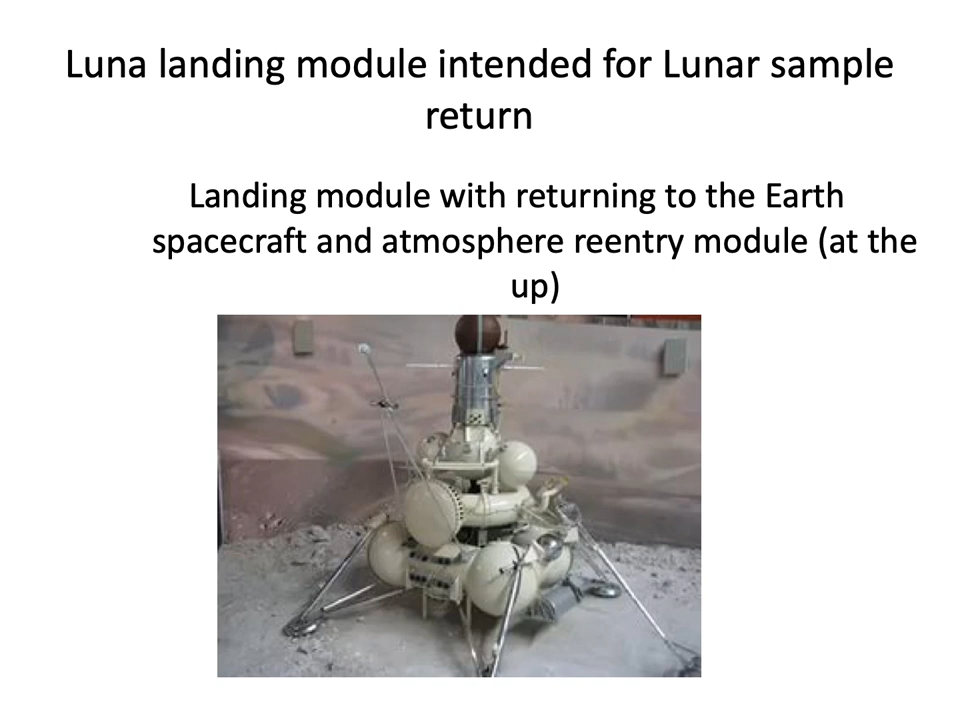 Luna landing module intended for Lunar sample
return
Landing module with returning to the Earth
spacecraft and atmosphere reentry module (at the
up)